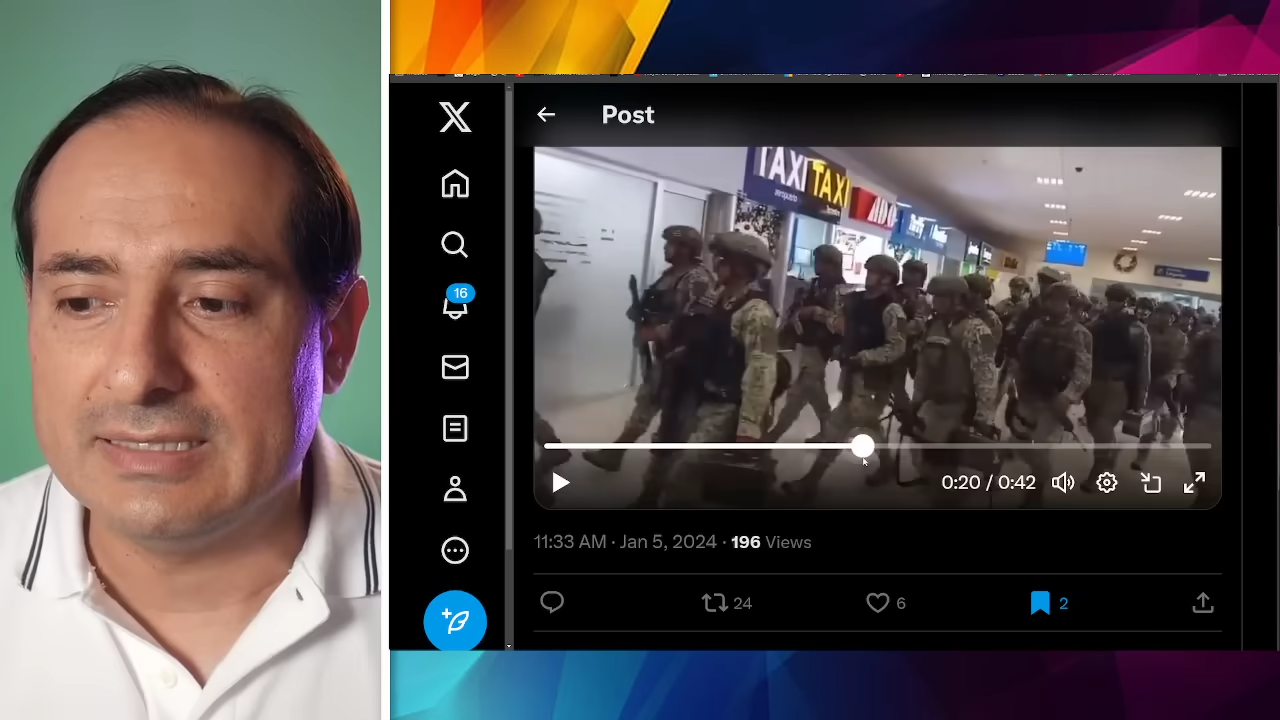 Post
16
TAXI TAXI
aeropuerto
ADO
0:20 / 0:42
11:33 AM · Jan 5, 2024 · 196 Views
24
6
2